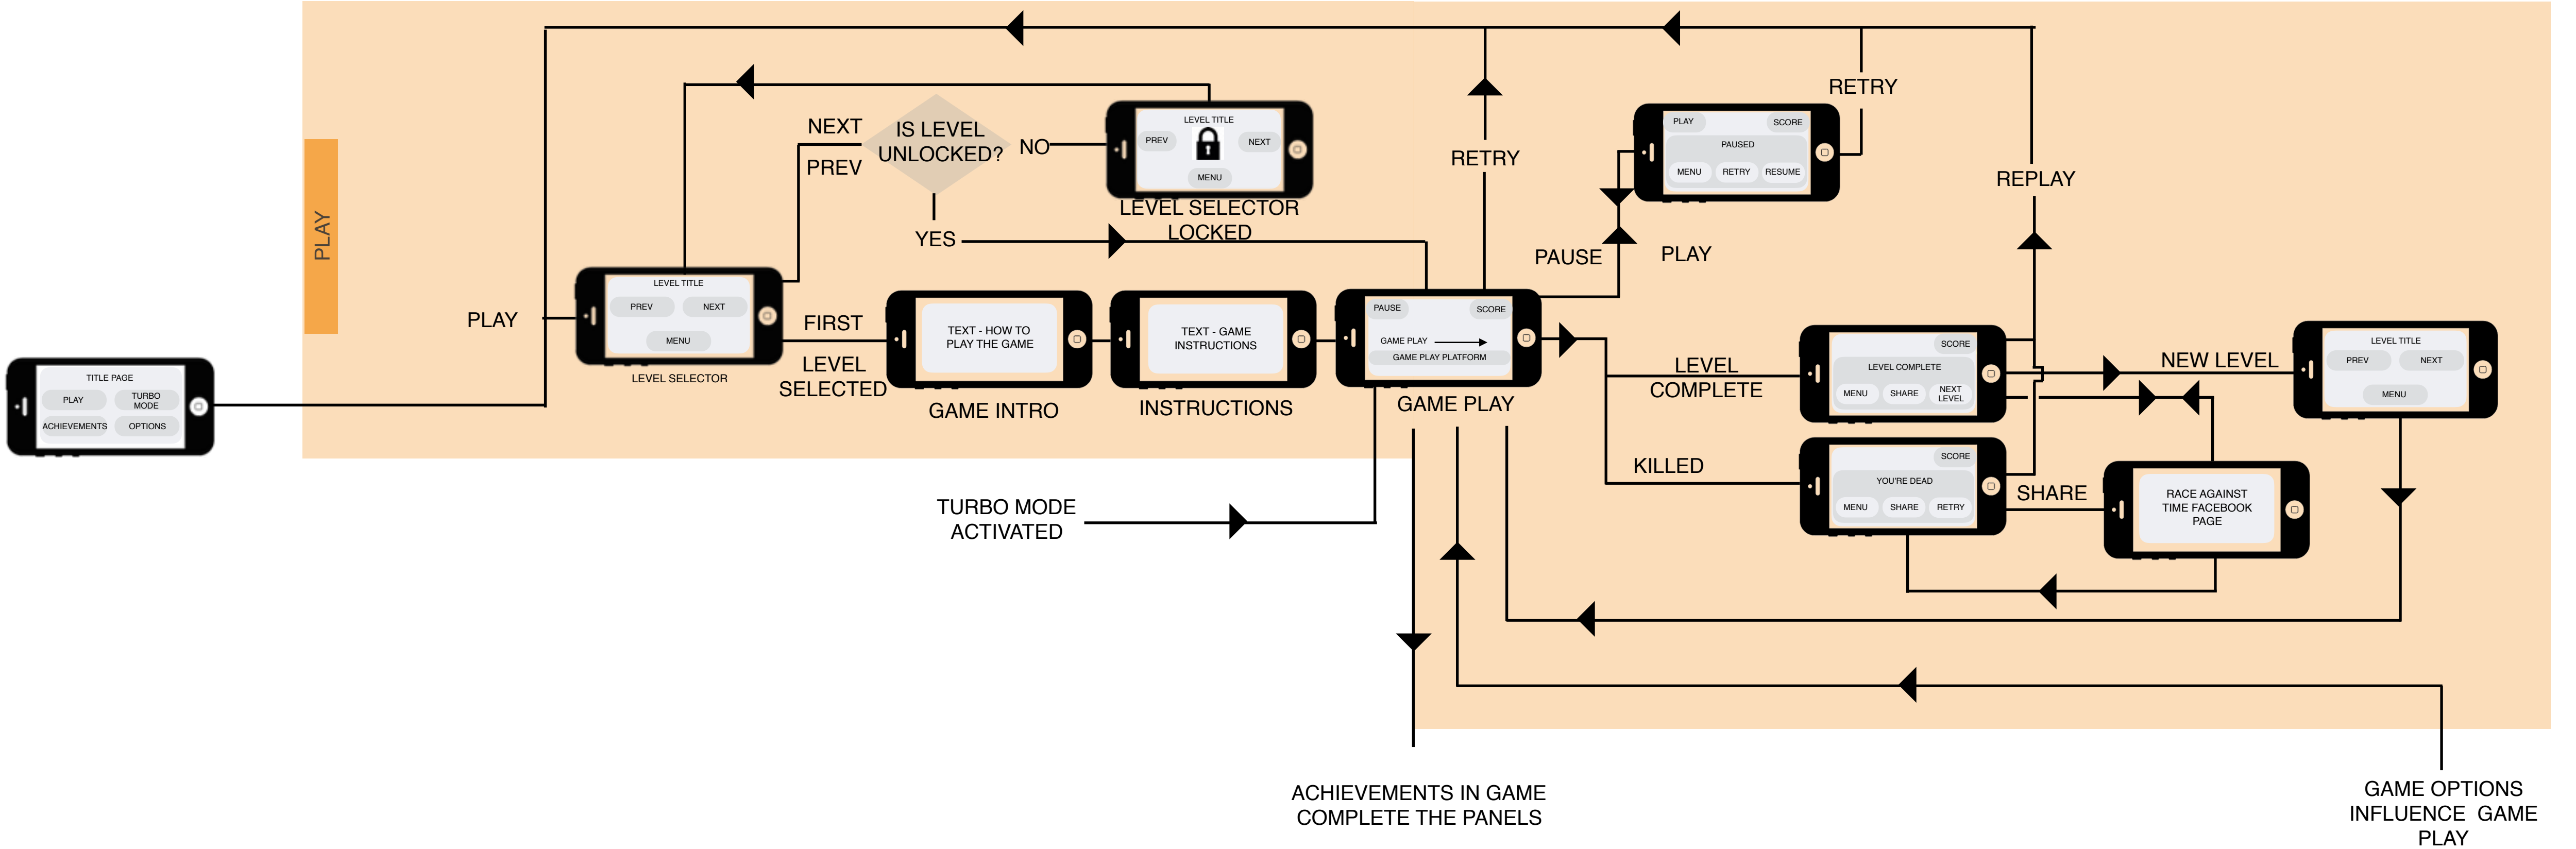 PLAY
TITLE PAGE
PLAY
TURBO
MODE
ACHIEVEMENTS
OPTIONS
PLAY
LEVEL TITLE
PREV
NEXT
MENU
LEVEL SELECTOR
NEXT
PREV
IS LEVEL
UNLOCKED?
NO
YES
LEVEL TITLE
PREV
NEXT
MENU
LEVEL SELECTOR
LOCKED
FIRST
LEVEL
SELECTED
TEXT - HOW TO
PLAY THE GAME
GAME INTRO
TEXT - GAME
INSTRUCTIONS
INSTRUCTIONS
PAUSE
SCORE
GAME PLAY
GAME PLAY PLATFORM
GAME PLAY
TURBO MODE
ACTIVATED
RETRY
PAUSE
PLAY
PLAY
SCORE
PAUSED
MENU
RETRY
RESUME
RETRY
REPLAY
LEVEL
COMPLETE
KILLED
SCORE
LEVEL COMPLETE
MENU
SHARE
NEXT
LEVEL
SCORE
YOU'RE DEAD
MENU
SHARE
RETRY
NEW LEVEL
SHARE
RACE AGAINST
TIME FACEBOOK
PAGE
LEVEL TITLE
PREV
NEXT
MENU
ACHIEVEMENTS IN GAME
COMPLETE THE PANELS
GAME OPTIONS
INFLUENCE GAME
PLAY